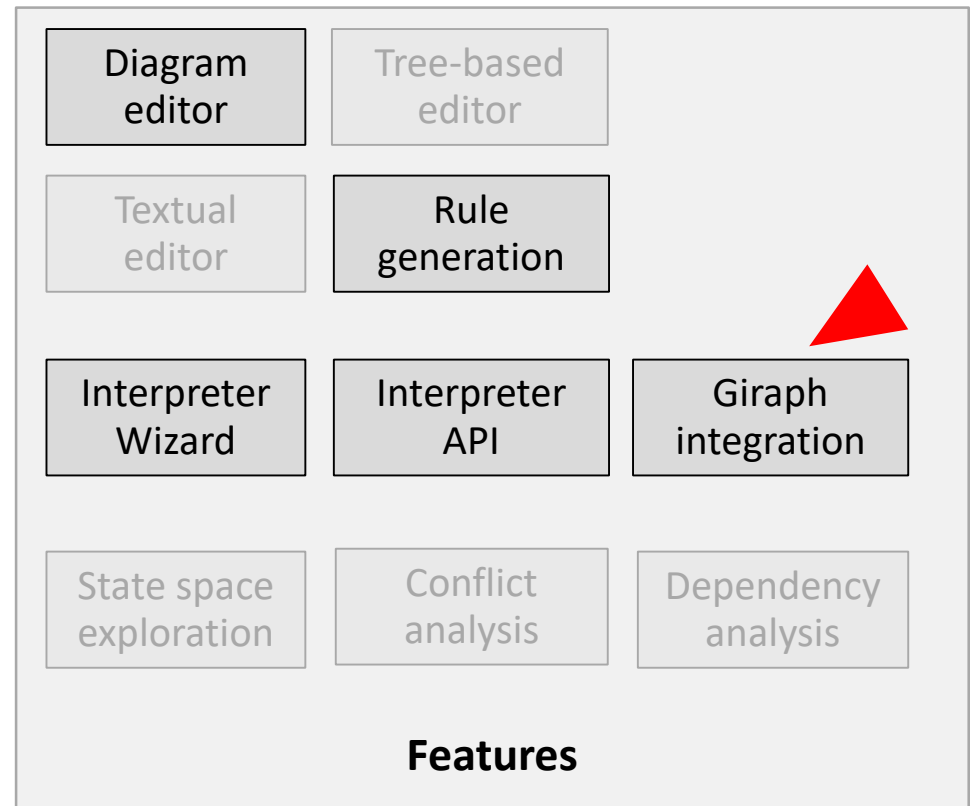 Diagram
editor
Tree-based
editor
Textual
editor
Rule
generation
Interpreter
Wizard
Interpreter
API
Giraph
integration
State space
exploration
Conflict
analysis
Dependency
analysis
Features